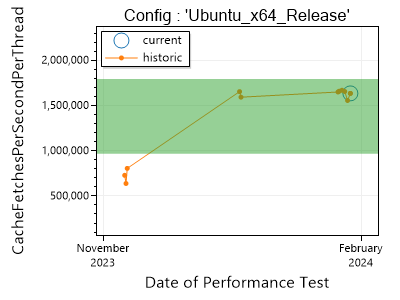 Config : 'Ubuntu_x64_Release'
current
historic
CacheFetchesPerSecondPerThread
2,000,000
1,500,000
1,000,000
500,000
November
2023
February
2024
Date of Performance Test